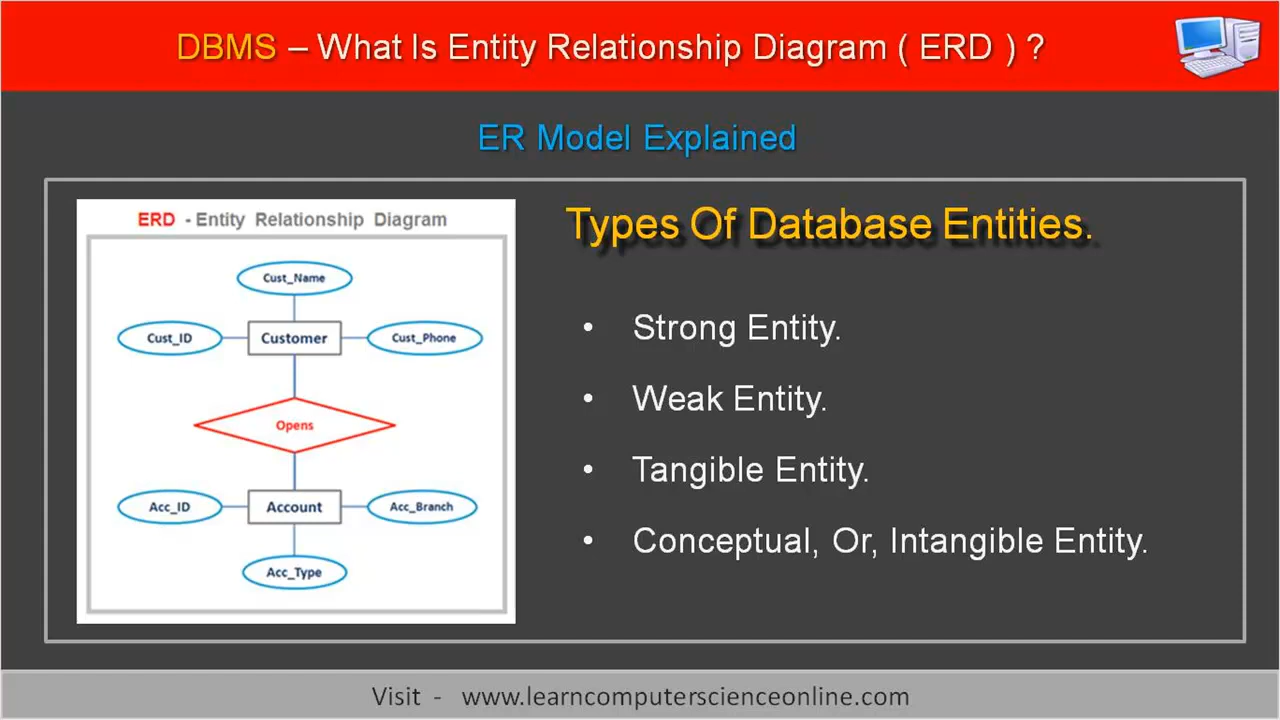 DBMS – What Is Entity Relationship Diagram ( ERD ) ?
ER Model Explained
ERD - Entity Relationship Diagram
Cust_Name
Cust_ID
Customer
Cust_Phone
Opens
Acc_ID
Account
Acc_Branch
Acc_Type
Types Of Database Entities.
• Strong Entity.
• Weak Entity.
• Tangible Entity.
• Conceptual, Or, Intangible Entity.
Visit - www.learncomputerscienceonline.com